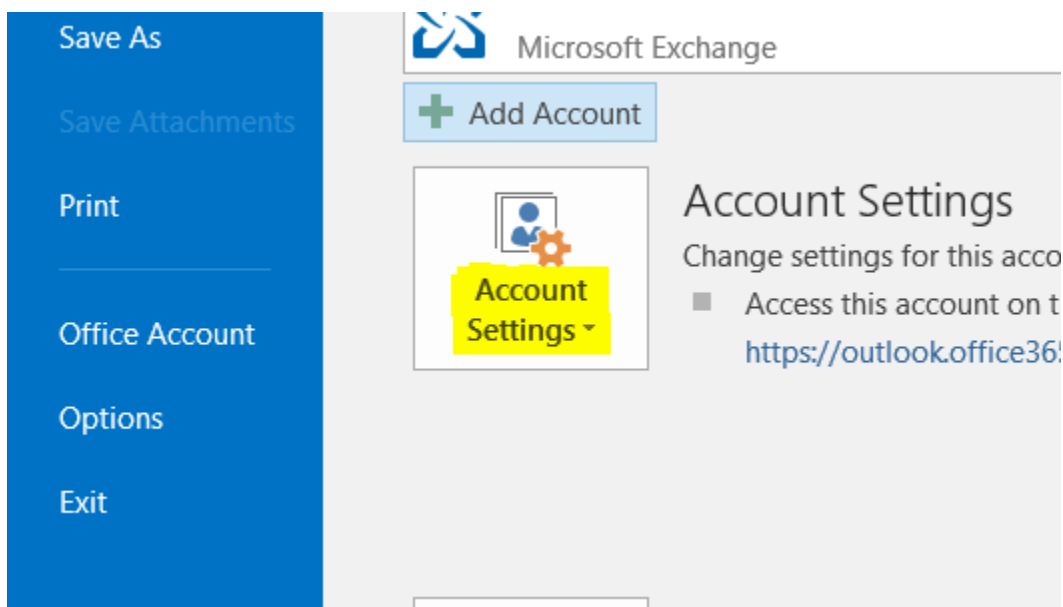 Save As
Save Attachments
Print
Office Account
Options
Exit
Microsoft Exchange
Add Account
Account
Settings
Account Settings
Change settings for this acco
Access this account on t
https://outlook.office365